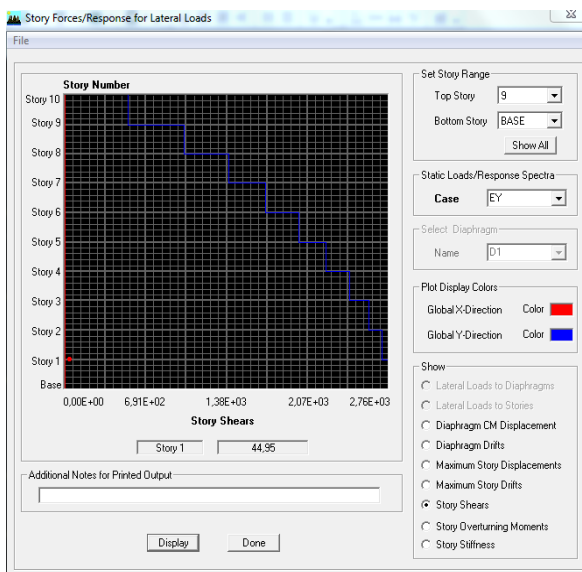 Story Forces/Response for Lateral Loads
File
Story Number
Story 10
Story 9
Story 8
Story 7
Story 6
Story 5
Story 4
Story 3
Story 2
Story 1
Base
0,00E+00 6,91E+02 1,38E+03 2,07E+03 2,76E+03
Story Shears
Story 1 44,95
Additional Notes for Printed Output
Display Done
Set Story Range
Top Story 9
Bottom Story BASE
Show All
Static Loads/Response Spectra
Case EY
Select Diaphragm
Name D1
Plot Display Colors
Global X-Direction Color
Global Y-Direction Color
Show
Lateral Loads to Diaphragms
Lateral Loads to Stories
Diaphragm CM Displacement
Diaphragm Drifts
Maximum Story Displacements
Maximum Story Drifts
Story Shears
Story Overturning Moments
Story Stiffness